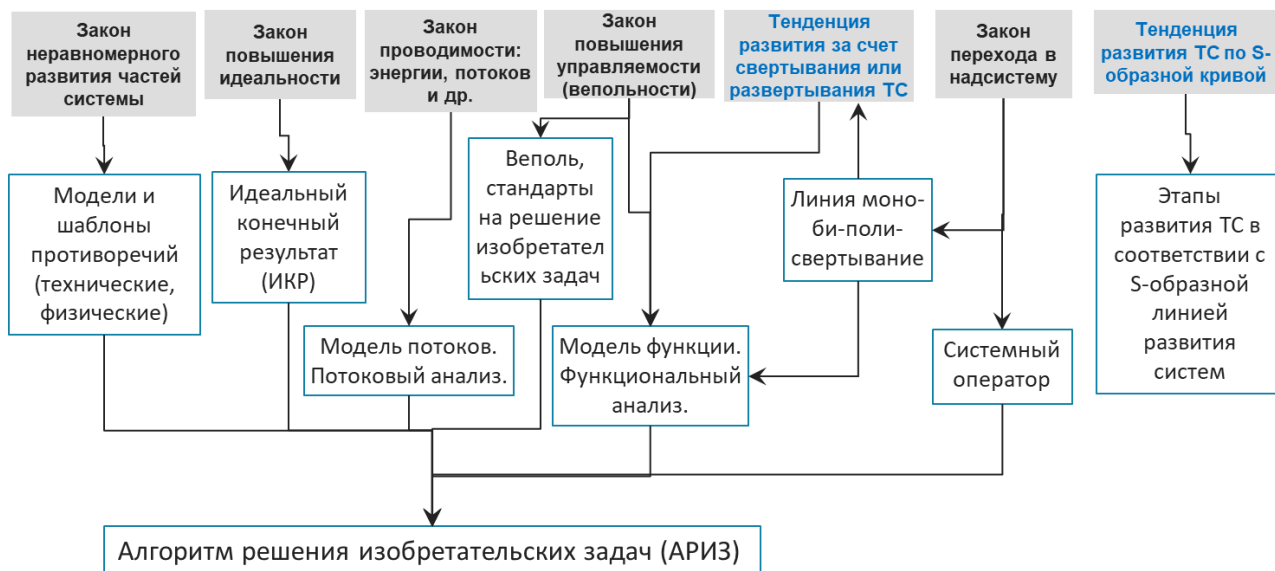 Закон
неравномерного
развития частей
системы
Закон
повышения
идеальности
Закон
проводимости:
энергии, потоков
и др.
Закон
повышения
управляемости
(вепольности)
Тенденция
развития за счет
свертывания или
развертывания ТС
Закон
перехода в
надсистему
Тенденция
развития ТС по S-
образной кривой
Модели и
шаблоны
противоречий
(технические,
физические)
Идеальный
конечный
результат
(ИКР)
Модель потоков.
Потоковый анализ.
Веполь,
стандарты
на решение
изобретател
ьских задач
Модель функции.
Функциональный
анализ.
Линия моно-
би-поли-
свертывание
Системный
оператор
Этапы
развития ТС в
соответствии с
S-образной
линией
развития
систем
Алгоритм решения изобретательских задач (АРИЗ)